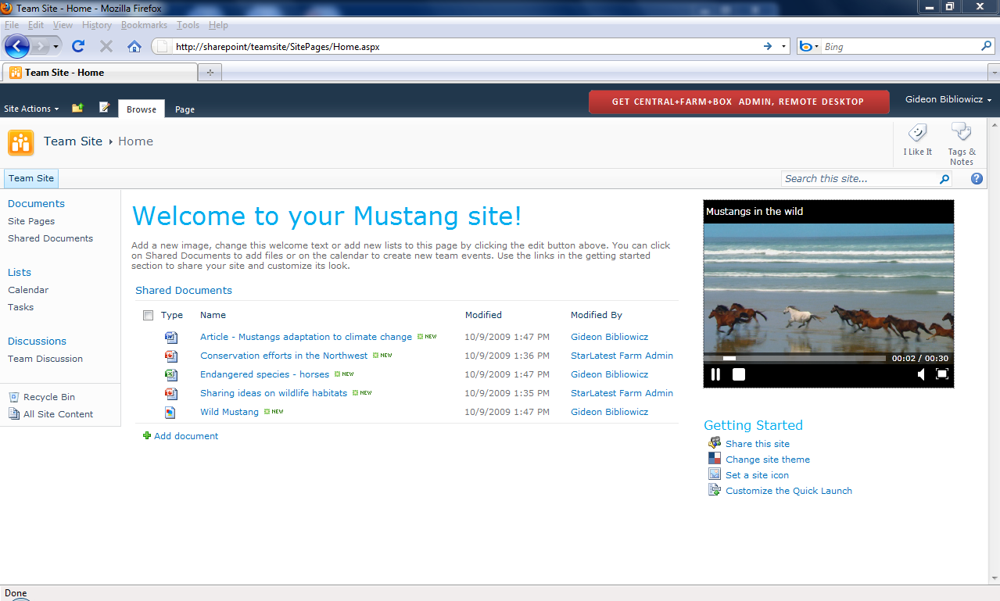 Team Site - Home - Mozilla Firefox
File Edit View History Bookmarks Tools Help
http://sharepoint/teamsite/SitePages/Home.aspx
Bing
Team Site - Home
Site Actions
Browse
Page
GET CENTRAL+FARM+BOX ADMIN, REMOTE DESKTOP
Gideon Bibliowicz
Team Site Home
I Like It
Tags &
Notes
Team Site
Search this site...
Documents
Site Pages
Shared Documents
Lists
Calendar
Tasks
Discussions
Team Discussion
Recycle Bin
All Site Content
Welcome to your Mustang site!
Add a new image, change this welcome text or add new lists to this page by clicking the edit button above. You can click
on Shared Documents to add files or on the calendar to create new team events. Use the links in the getting started
section to share your site and customize its look.
Shared Documents
Type Name Modified Modified By
Article - Mustangs adaptation to climate change NEW 10/9/2009 1:47 PM Gideon Bibliowicz
Conservation efforts in the Northwest NEW 10/9/2009 1:36 PM StarLatest Farm Admin
Endangered species - horses NEW 10/9/2009 1:47 PM Gideon Bibliowicz
Sharing ideas on wildlife habitats NEW 10/9/2009 1:35 PM StarLatest Farm Admin
Wild Mustang NEW 10/9/2009 1:47 PM Gideon Bibliowicz
Add document
Mustangs in the wild
00:02 / 00:30
Getting Started
Share this site
Change site theme
Set a site icon
Customize the Quick Launch
Done